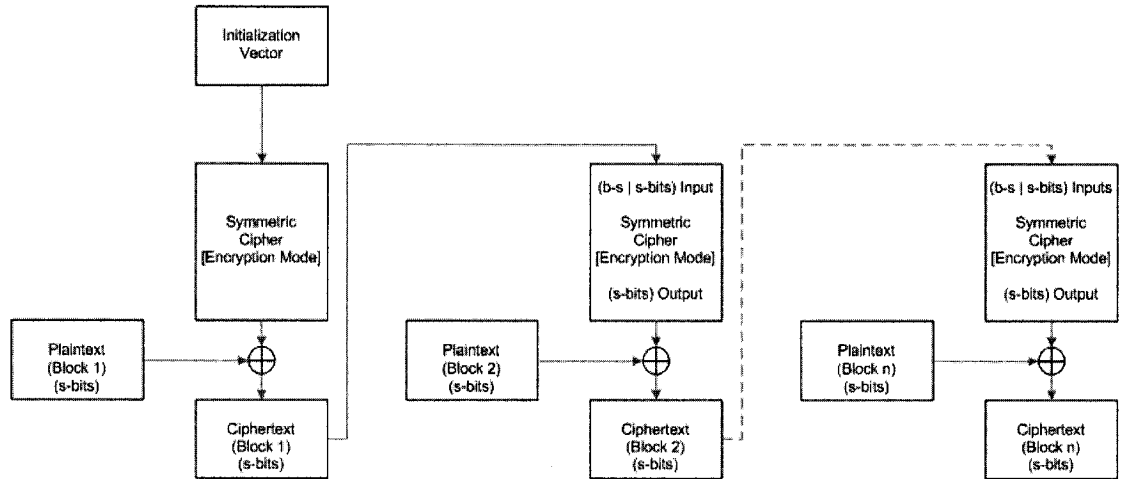 Initialization
Vector
Symmetric
Cipher
[Encryption Mode]
(b-s | s-bits) Input
Symmetric
Cipher
[Encryption Mode]
(s-bits) Output
(b-s | s-bits) Inputs
Symmetric
Cipher
[Encryption Mode]
(s-bits) Output
Plaintext
(Block 1)
(s-bits)
Plaintext
(Block 2)
(s-bits)
Plaintext
(Block n)
(s-bits)
Ciphertext
(Block 1)
(s-bits)
Ciphertext
(Block 2)
(s-bits)
Ciphertext
(Block n)
(s-bits)